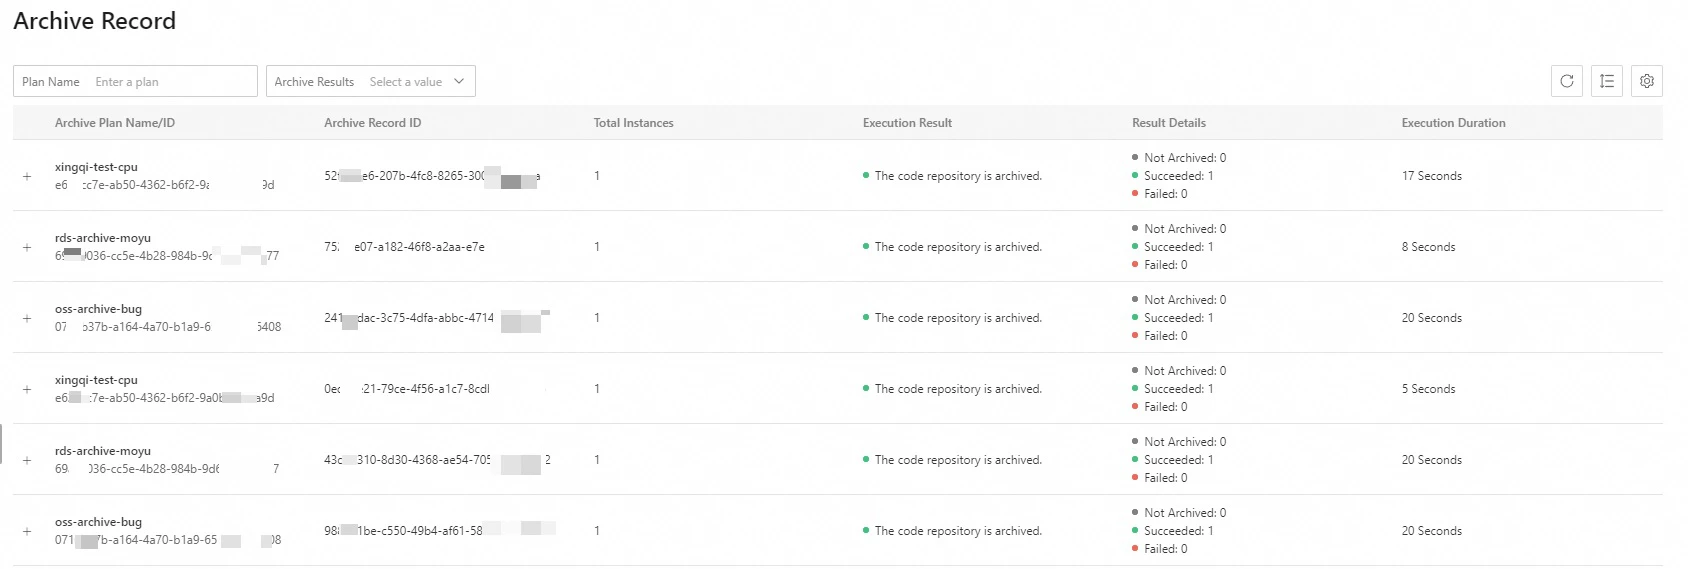 Archive Record
Plan Name Enter a plan Archive Results Select a value
Archive Plan Name/ID Archive Record ID Total Instances Execution Result Result Details Execution Duration
xingqi-test-cpu
1 The code repository is archived. 17 Seconds
Not Archived: 0
Succeeded: 1
Failed: 0
rds-archive-moyu
1 The code repository is archived. 8 Seconds
Not Archived: 0
Succeeded: 1
Failed: 0
oss-archive-bug
1 The code repository is archived. 20 Seconds
Not Archived: 0
Succeeded: 1
Failed: 0
xingqi-test-cpu
1 The code repository is archived. 5 Seconds
Not Archived: 0
Succeeded: 1
Failed: 0
rds-archive-moyu
1 The code repository is archived. 20 Seconds
Not Archived: 0
Succeeded: 1
Failed: 0
oss-archive-bug
1 The code repository is archived. 20 Seconds
Not Archived: 0
Succeeded: 1
Failed: 0